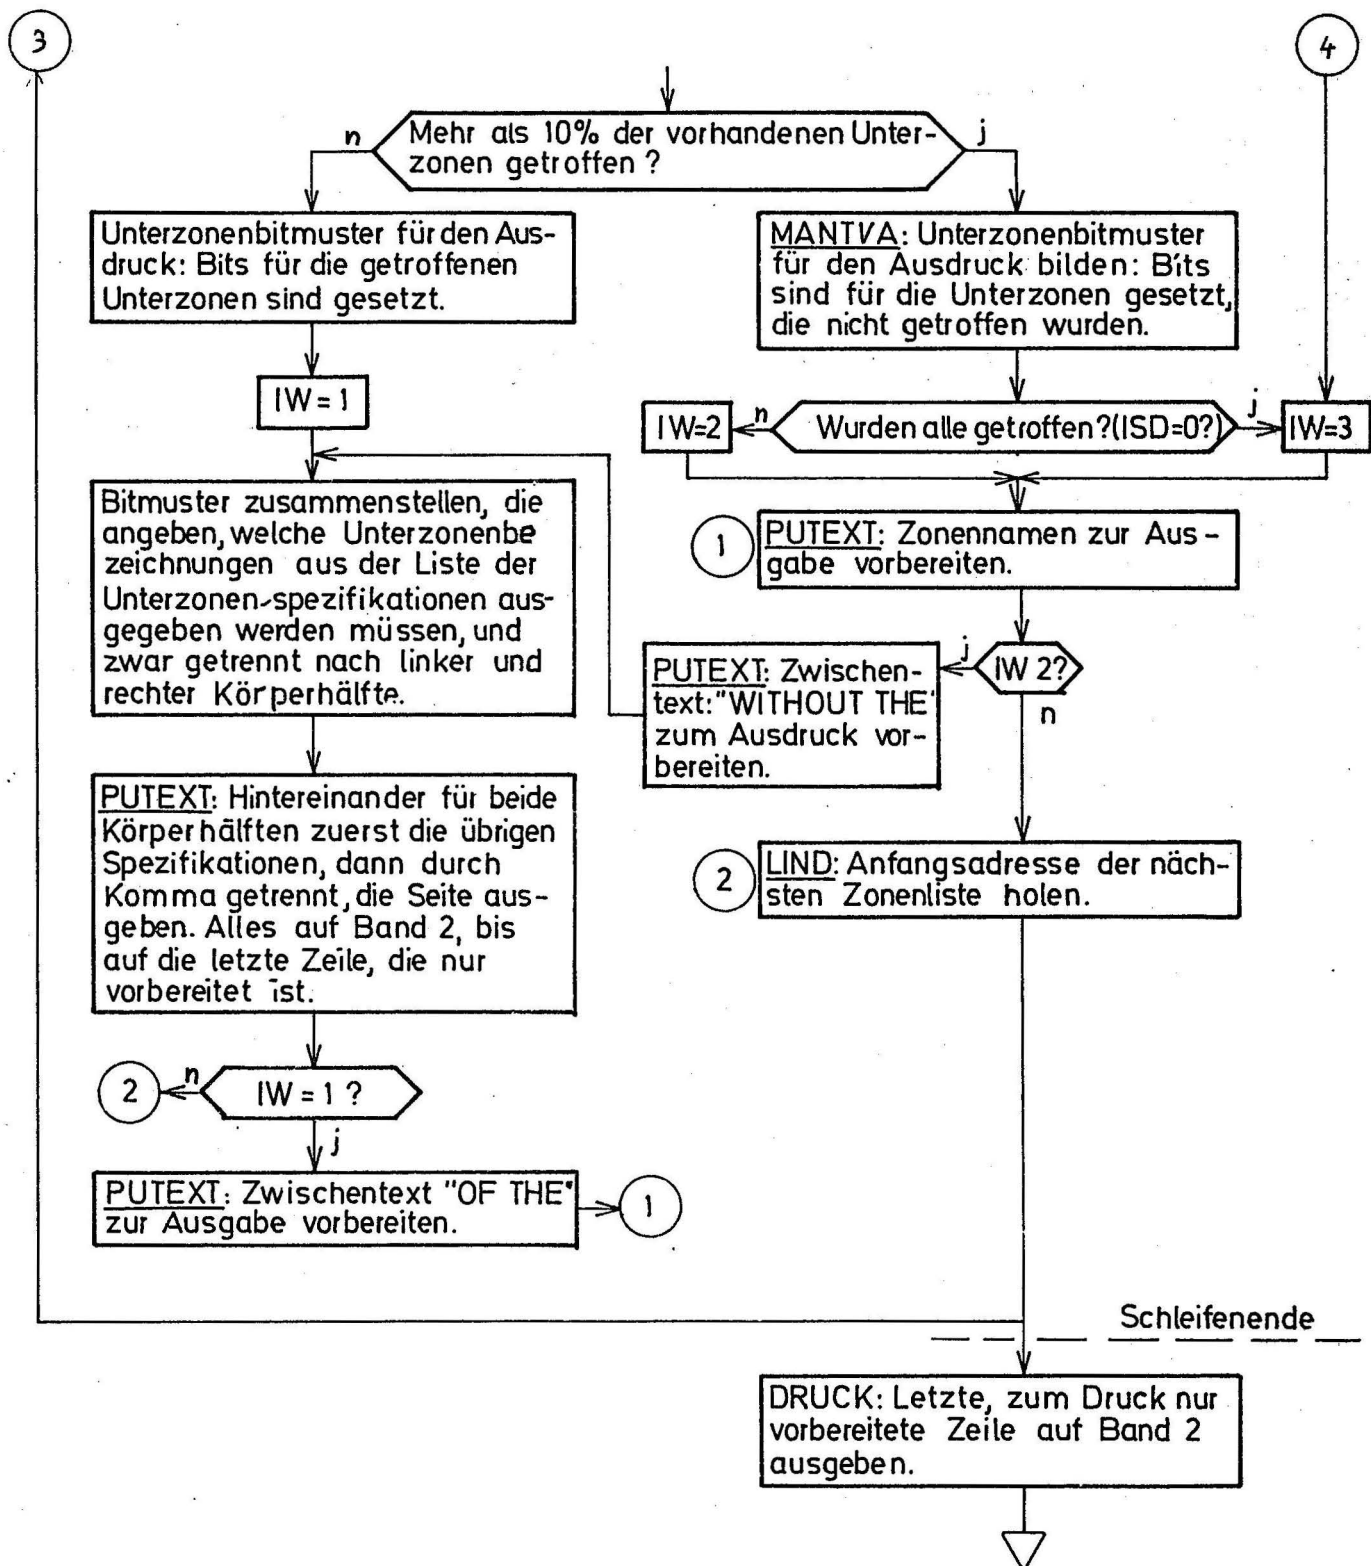 3
4
Mehr als 10% der vorhandenen Unter-
zonen getroffen ?
n
j
Unterzonenbitmuster für den Aus-
druck: Bits für die getroffenen
Unterzonen sind gesetzt.
MANTVA: Unterzonenbitmuster
für den Ausdruck bilden: Bits
sind für die Unterzonen gesetzt,
die nicht getroffen wurden.
IW = 1
IW=2
n
Wurden alle getroffen?(ISD=0?)
j
IW=3
Bitmuster zusammenstellen, die
angeben, welche Unterzonenbe
zeichnungen aus der Liste der
Unterzonen-spezifikationen aus-
gegeben werden müssen, und
zwar getrennt nach linker und
rechter Körperhälfte.
1
PUTEXT: Zonennamen zur Aus-
gabe vorbereiten.
PUTEXT: Zwischen-
text: "WITHOUT THE'
zum Ausdruck vor-
bereiten.
j
IW 2?
n
PUTEXT: Hintereinander für beide
Körperhälften zuerst die übrigen
Spezifikationen, dann durch
Komma getrennt, die Seite aus-
geben. Alles auf Band 2, bis
auf die letzte Zeile, die nur
vorbereitet ist.
2
LIND: Anfangsadresse der näch-
sten Zonenliste holen.
2
n
IW = 1 ?
j
PUTEXT: Zwischentext "OF THE"
zur Ausgabe vorbereiten.
1
Schleifenende
DRUCK: Letzte, zum Druck nur
vorbereitete Zeile auf Band 2
ausgeben.